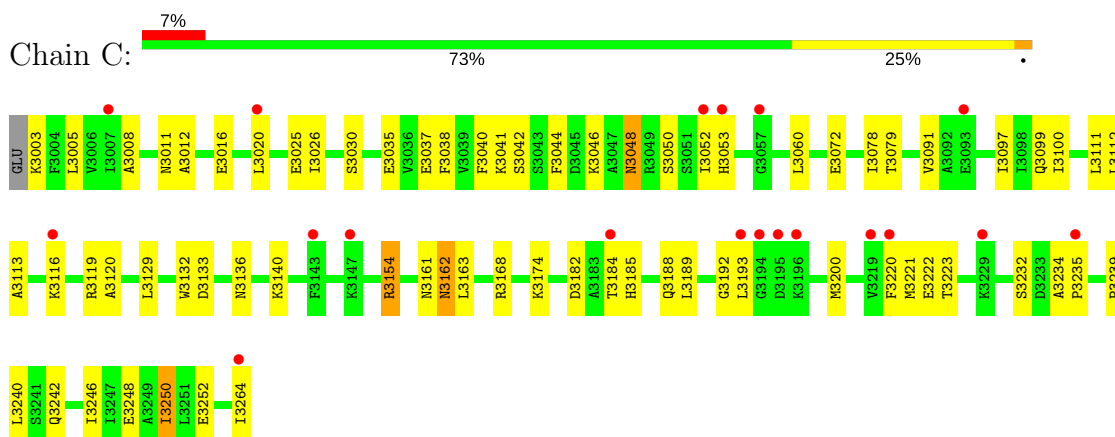 7%
Chain C:
73% 25% •
GLU K3003 F3004 L3005 V3006 I3007 A3008 N3011 A3012 E3016 L3020 E3025 I3026 S3030 E3035 V3036 E3037 F3038 V3039 F3040 K3041 S3042 S3043 F3044 D3045 K3046 A3047 N3048 R3049 S3050 S3051 I3052 H3053 G3057 L3060 E3072 I3078 T3079 V3091 A3092 E3093 I3097 I3098 Q3099 I3100 L3111
A3113 K3116 R3119 A3120 L3129 W3132 D3133 N3136 K3140 F3143 K3147 R3154 N3161 N3162 L3163 R3168 K3174 D3182 A3183 T3184 H3185 Q3188 L3189 G3192 L3193 G3194 D3195 K3196 M3200 V3219 F3220 M3221 E3222 T3223 K3229 S3232 D3233 A3234 P3235
L3240 S3241 Q3242 I3246 I3247 E3248 A3249 I3250 L3251 E3252 I3264